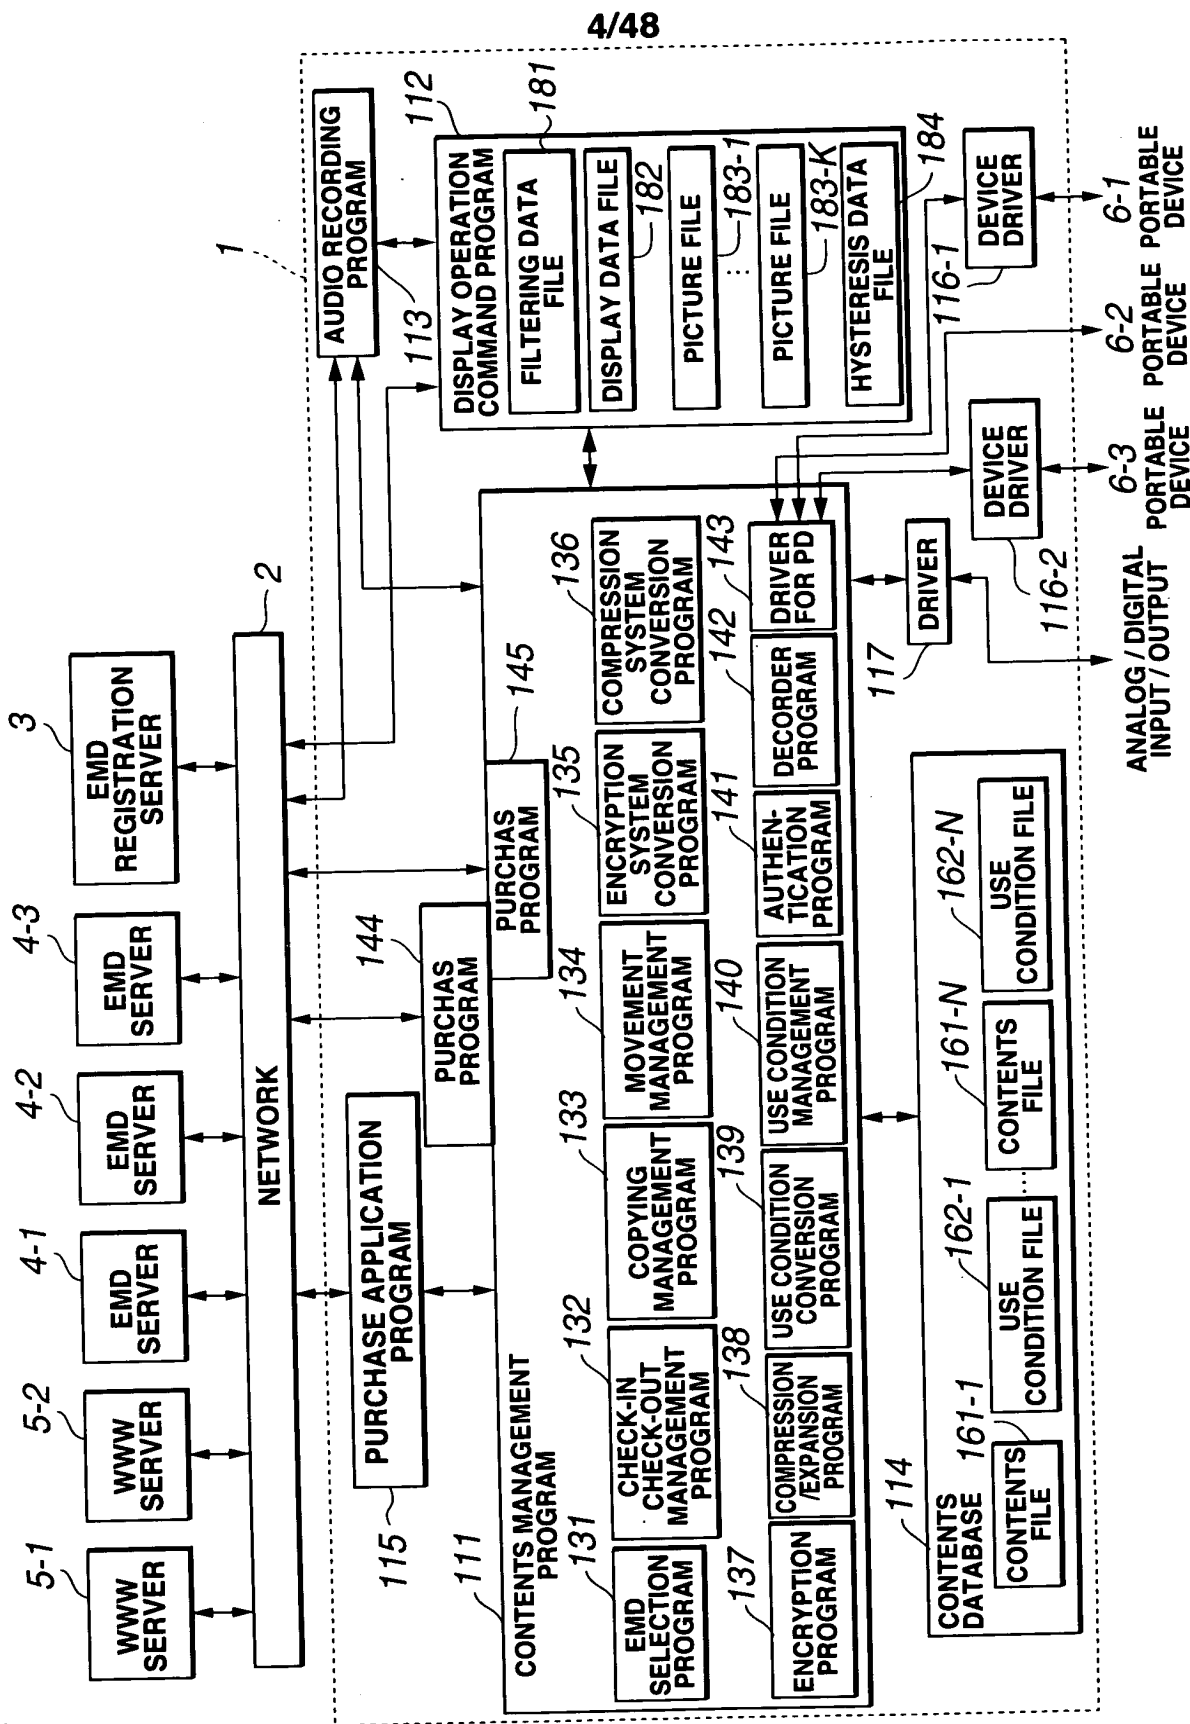 4/48
5-1
WWW
SERVER
5-2
WWW
SERVER
4-1
EMD
SERVER
4-2
EMD
SERVER
4-3
EMD
SERVER
3
EMD
REGISTRATION
SERVER
NETWORK
2
1
115
PURCHASE APPLICATION
PROGRAM
144
PURCHAS
PROGRAM
145
PURCHAS
PROGRAM
AUDIO RECORDING
PROGRAM
113
111
CONTENTS MANAGEMENT
PROGRAM
131
EMD
SELECTION
PROGRAM
132
CHECK-IN
CHECK-OUT
MANAGEMENT
PROGRAM
133
COPYING
MANAGEMENT
PROGRAM
134
MOVEMENT
MANAGEMENT
PROGRAM
135
ENCRYPTION
SYSTEM
CONVERSION
PROGRAM
136
COMPRESSION
SYSTEM
CONVERSION
PROGRAM
137
ENCRYPTION
PROGRAM
138
COMPRESSION
/EXPANSION
PROGRAM
139
USE CONDITION
CONVERSION
PROGRAM
140
USE CONDITION
MANAGEMENT
PROGRAM
141
AUTHEN-
TICATION
PROGRAM
142
DECORDER
PROGRAM
143
DRIVER
FOR PD
112
DISPLAY OPERATION
COMMAND PROGRAM
181
FILTERING DATA
FILE
DISPLAY DATA FILE
182
PICTURE FILE
183-1
PICTURE FILE
183-K
HYSTERESIS DATA
FILE
184
114
CONTENTS
DATABASE
161-1
CONTENTS
FILE
162-1
USE
CONDITION FILE
161-N
CONTENTS
FILE
162-N
USE
CONDITION FILE
117
DRIVER
116-2
DEVICE
DRIVER
116-1
DEVICE
DRIVER
ANALOG / DIGITAL
INPUT / OUTPUT
6-3
PORTABLE
DEVICE
6-2
PORTABLE
DEVICE
6-1
PORTABLE
DEVICE